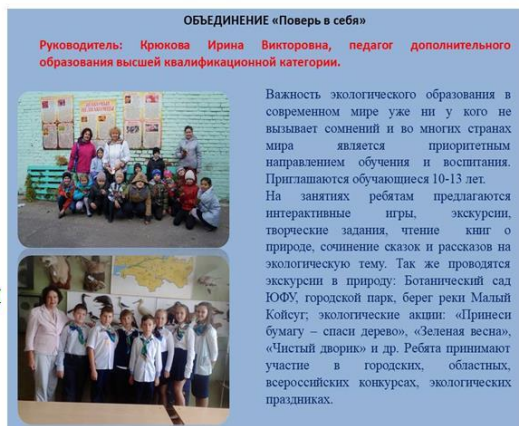 ОБЪЕДИНЕНИЕ «Поверь в себя»
Руководитель: Крюкова Ирина Викторовна, педагог дополнительного
образования высшей квалификационной категории.
Важность экологического образования в
современном мире уже ни у кого не
вызывает сомнений и во многих странах
мира является приоритетным
направлением обучения и воспитания.
Приглашаются обучающиеся 10-13 лет.
На занятиях ребятам предлагаются
интерактивные игры, экскурсии,
творческие задания, чтение книг о
природе, сочинение сказок и рассказов на
экологическую тему. Так же проводятся
экскурсии в природу: Ботанический сад
ЮФУ, городской парк, берег реки Малый
Койсуг; экологические акции: «Принеси
бумагу – спаси дерево», «Зеленая весна»,
«Чистый дворик» и др. Ребята принимают
участие в городских, областных,
всероссийских конкурсах, экологических
праздниках.